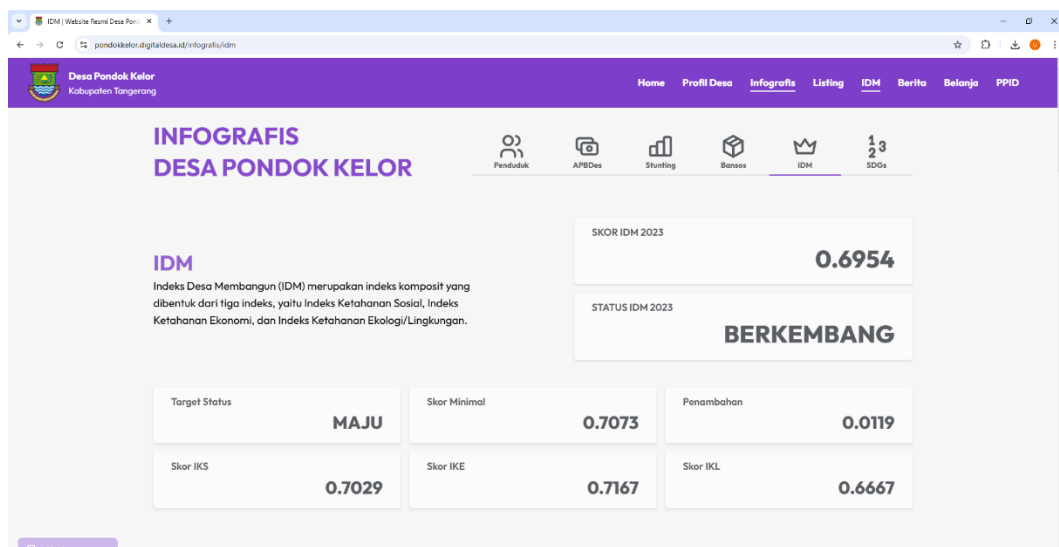 IDM | Website Resmi Desa Pon
pondokkelor.digitaldesa.id/infografis/idm
Desa Pondok Kelor
Kabupaten Tangerang
Home Profil Desa Infografis Listing IDM Berita Belanja PPID
INFOGRAFIS
DESA PONDOK KELOR
Penduduk APBDes Stunting Bansos IDM SDGs
IDM
Indeks Desa Membangun (IDM) merupakan indeks komposit yang
dibentuk dari tiga indeks, yaitu Indeks Ketahanan Sosial, Indeks
Ketahanan Ekonomi, dan Indeks Ketahanan Ekologi/Lingkungan.
SKOR IDM 2023
0.6954
STATUS IDM 2023
BERKEMBANG
Target Status
MAJU
Skor Minimal
0.7073
Penambahan
0.0119
Skor IKS
0.7029
Skor IKE
0.7167
Skor IKL
0.6667